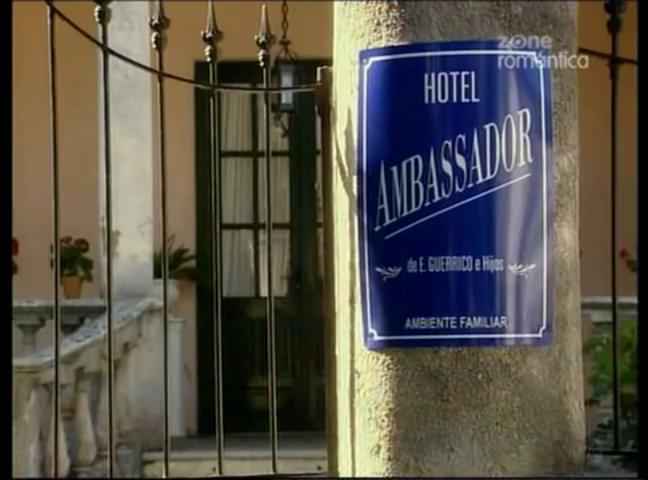 zone
romántica
HOTEL
AMBASSADOR
de E. GUERRICO e Hijos
AMBIENTE FAMILIAR